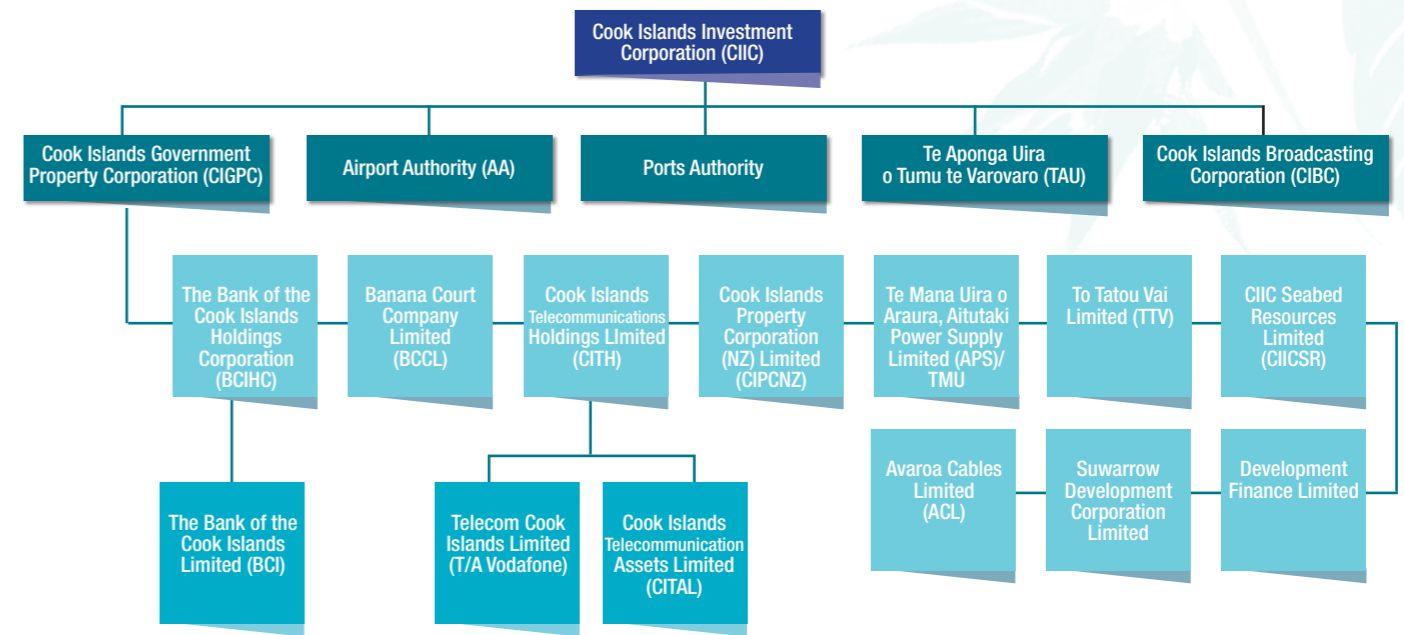 Cook Islands Investment
Corporation (CIIC)
Cook Islands Government
Property Corporation (CIGPC)
Airport Authority (AA)
Ports Authority
Te Aponga Uira
o Tumu te Varovaro (TAU)
Cook Islands Broadcasting
Corporation (CIBC)
The Bank of the
Cook Islands
Holdings
Corporation
(BCIHC)
Banana Court
Company
Limited
(BCCL)
Cook Islands
Telecommunications
Holdings LImited
(CITH)
Cook Islands
Property
Corporation
(NZ) Limited
(CIPCNZ)
Te Mana Uira o
Araura, Aitutaki
Power Supply
Limited (APS)/
TMU
To Tatou Vai
Limited (TTV)
CIIC Seabed
Resources
Limited
(CIICSR)
Avaroa Cables
Limited
(ACL)
Suwarrow
Development
Corporation
Limited
Development
Finance Limited
The Bank of the
Cook Islands
Limited (BCI)
Telecom Cook
Islands Limited
(T/A Vodafone)
Cook Islands
Telecommunication
Assets Limited
(CITAL)